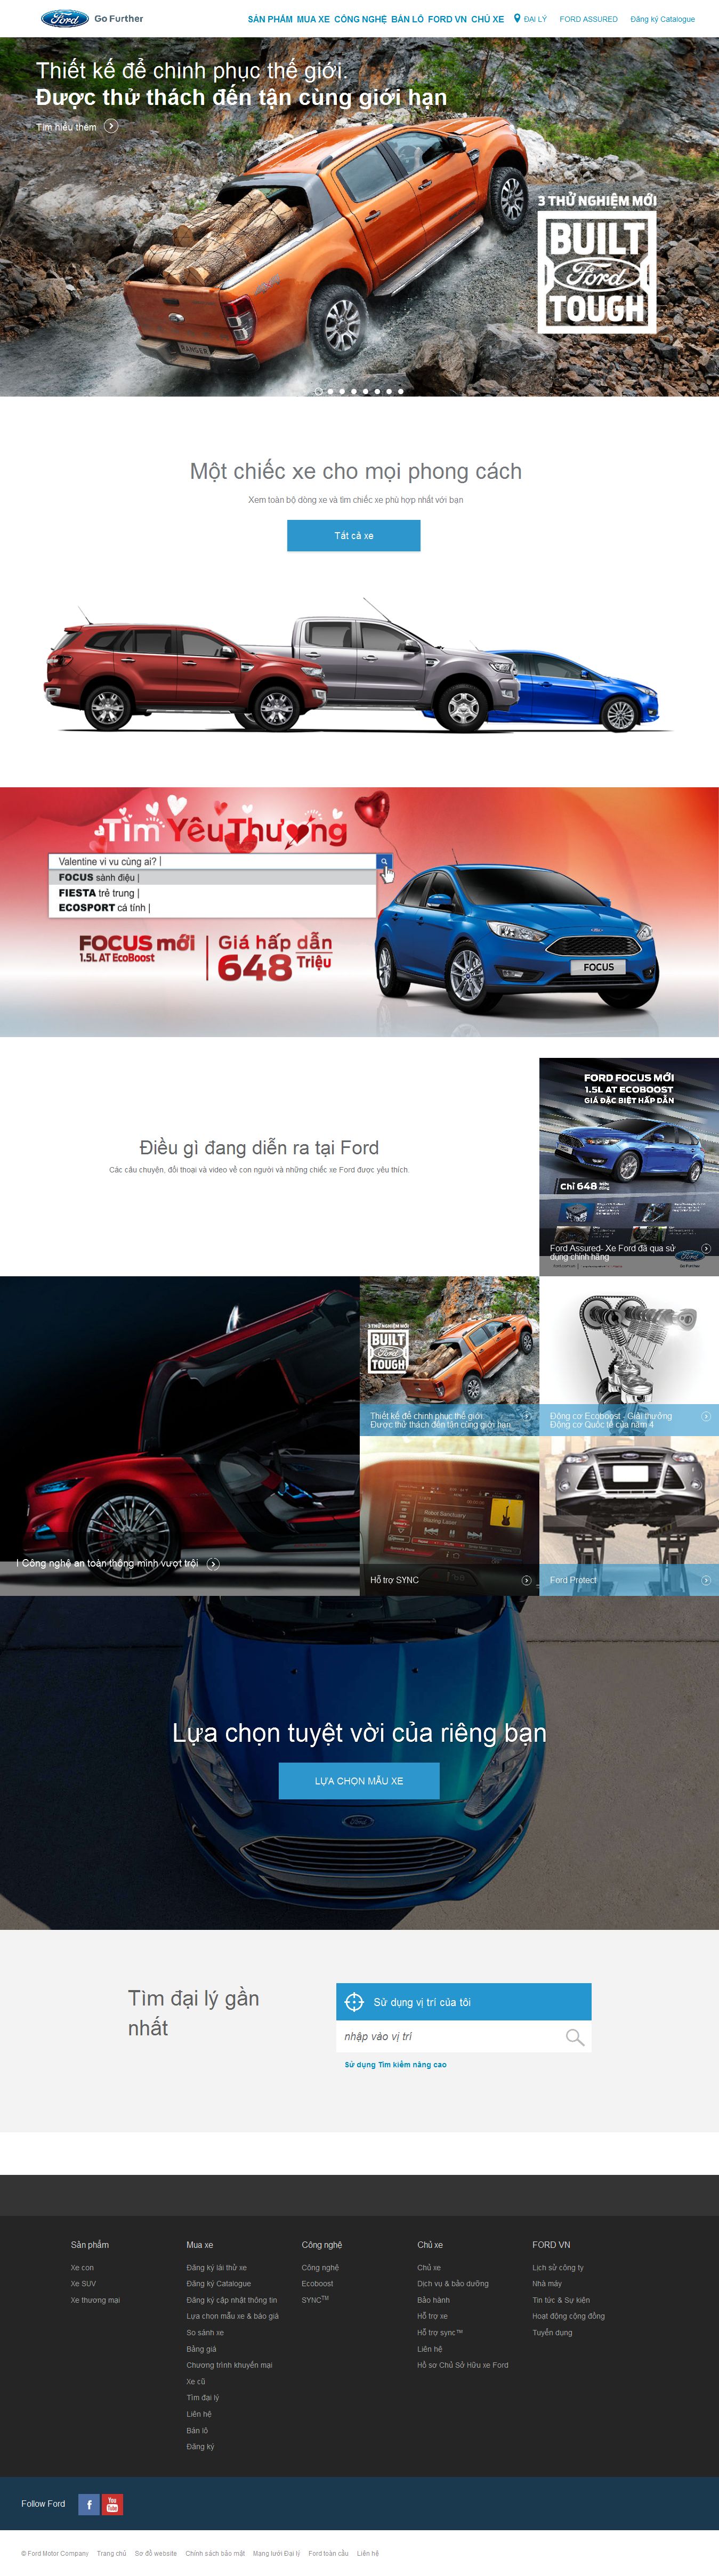 Ford
Go Further
SẢN PHẨM MUA XE CÔNG NGHỆ BÁN LÔ FORD VN CHỦ XE ĐẠI LÝ FORD ASSURED Đăng ký Catalogue
Thiết kế để chinh phục thế giới.
Được thử thách đến tận cùng giới hạn
Tìm hiểu thêm
3 THỬ NGHIỆM MỚI
BUILT
Ford
TOUGH
RANGER
Một chiếc xe cho mọi phong cách
Xem toàn bộ dòng xe và tìm chiếc xe phù hợp nhất với bạn
Tất cả xe
Tìm Yêu Thương
Valentine vi vu cùng ai? |
FOCUS sành điệu |
FIESTA trẻ trung |
ECOSPORT cá tính |
FOCUS mới
1.5L AT EcoBoost
Giá hấp dẫn
648 Triệu
FOCUS
Điều gì đang diễn ra tại Ford
Các câu chuyện, đối thoại và video về con người và những chiếc xe Ford được yêu thích.
FORD FOCUS MỚI
1.5L AT ECOBOOST
GIÁ ĐẶC BIỆT HẤP DẪN
Chỉ 648
Ford Assured- Xe Ford đã qua sử
dụng chính hãng
Go Further
3 THỬ NGHIỆM MỚI
BUILT
Ford
TOUGH
Thiết kế để chinh phục thế giới.
Được thử thách đến tận cùng giới hạn
Động cơ Ecoboost - Giải thưởng
Động cơ Quốc tế của năm 4
| Công nghệ an toàn thông minh vượt trội
Robot Sanctuary
Blazing Laser
Hỗ trợ SYNC
Ford Protect
Lựa chọn tuyệt vời của riêng bạn
LỰA CHỌN MẪU XE
Tìm đại lý gần
nhất
Sử dụng vị trí của tôi
nhập vào vị trí
Sử dụng Tìm kiếm nâng cao
Sản phẩm
Xe con
Xe SUV
Xe thương mại
Mua xe
Đăng ký lái thử xe
Đăng ký Catalogue
Đăng ký cập nhật thông tin
Lựa chọn mẫu xe & báo giá
So sánh xe
Bảng giá
Chương trình khuyến mại
Xe cũ
Tìm đại lý
Liên hệ
Bán lô
Đăng ký
Công nghệ
Công nghệ
Ecoboost
SYNC™
Chủ xe
Chủ xe
Dịch vụ & bảo dưỡng
Bảo hành
Hỗ trợ xe
Hỗ trợ sync™
Liên hệ
Hồ sơ Chủ Sở Hữu xe Ford
FORD VN
Lịch sử công ty
Nhà máy
Tin tức & Sự kiện
Hoạt động cộng đồng
Tuyển dụng
Follow Ford
You Tube
© Ford Motor Company Trang chủ Sơ đồ website Chính sách bảo mật Mạng lưới Đại lý Ford toàn cầu Liên hệ